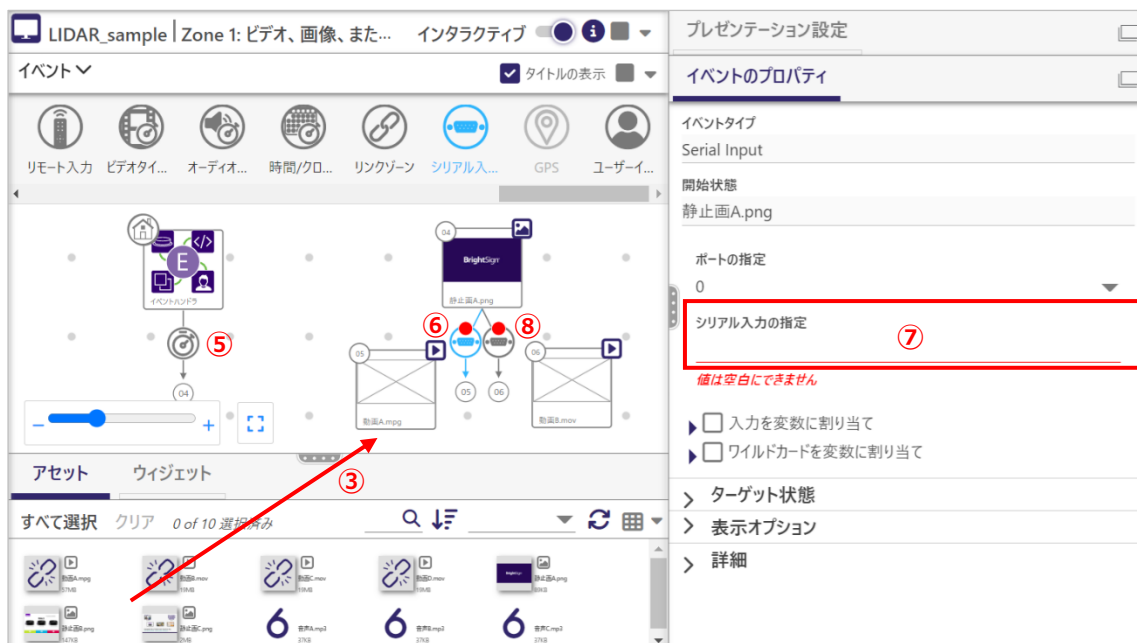 LIDAR_sample Zone 1: ビデオ、画像、また... インタラクティブ
イベント
タイトルの表示
リモート入力 ビデオタイ... オーディオ... 時間/クロ... リンクゾーン シリアル入... GPS ユーザーイ...
04
E
BrightSign
イベントハンドラ
静止画A.png
⑤ ⑥ ⑧
05 06
04 05 06
動画A.mpg 動画B.mov
− +
アセット ウィジェット
③
すべて選択 クリア 0 of 10 選択済み
動画A.mpg 動画B.mov 動画C.mov 動画D.mov 静止画A.png
57MB 19MB 19MB 19MB 80KB
静止画B.png 静止画C.png 音声A.mp3 音声B.mp3 音声C.mp3
547KB 2MB 27KB 27KB 27KB
プレゼンテーション設定
イベントのプロパティ
イベントタイプ
Serial Input
開始状態
静止画A.png
ポートの指定
0
シリアル入力の指定
⑦
値は空白にできません
入力を変数に割り当て
ワイルドカードを変数に割り当て
ターゲット状態
表示オプション
詳細